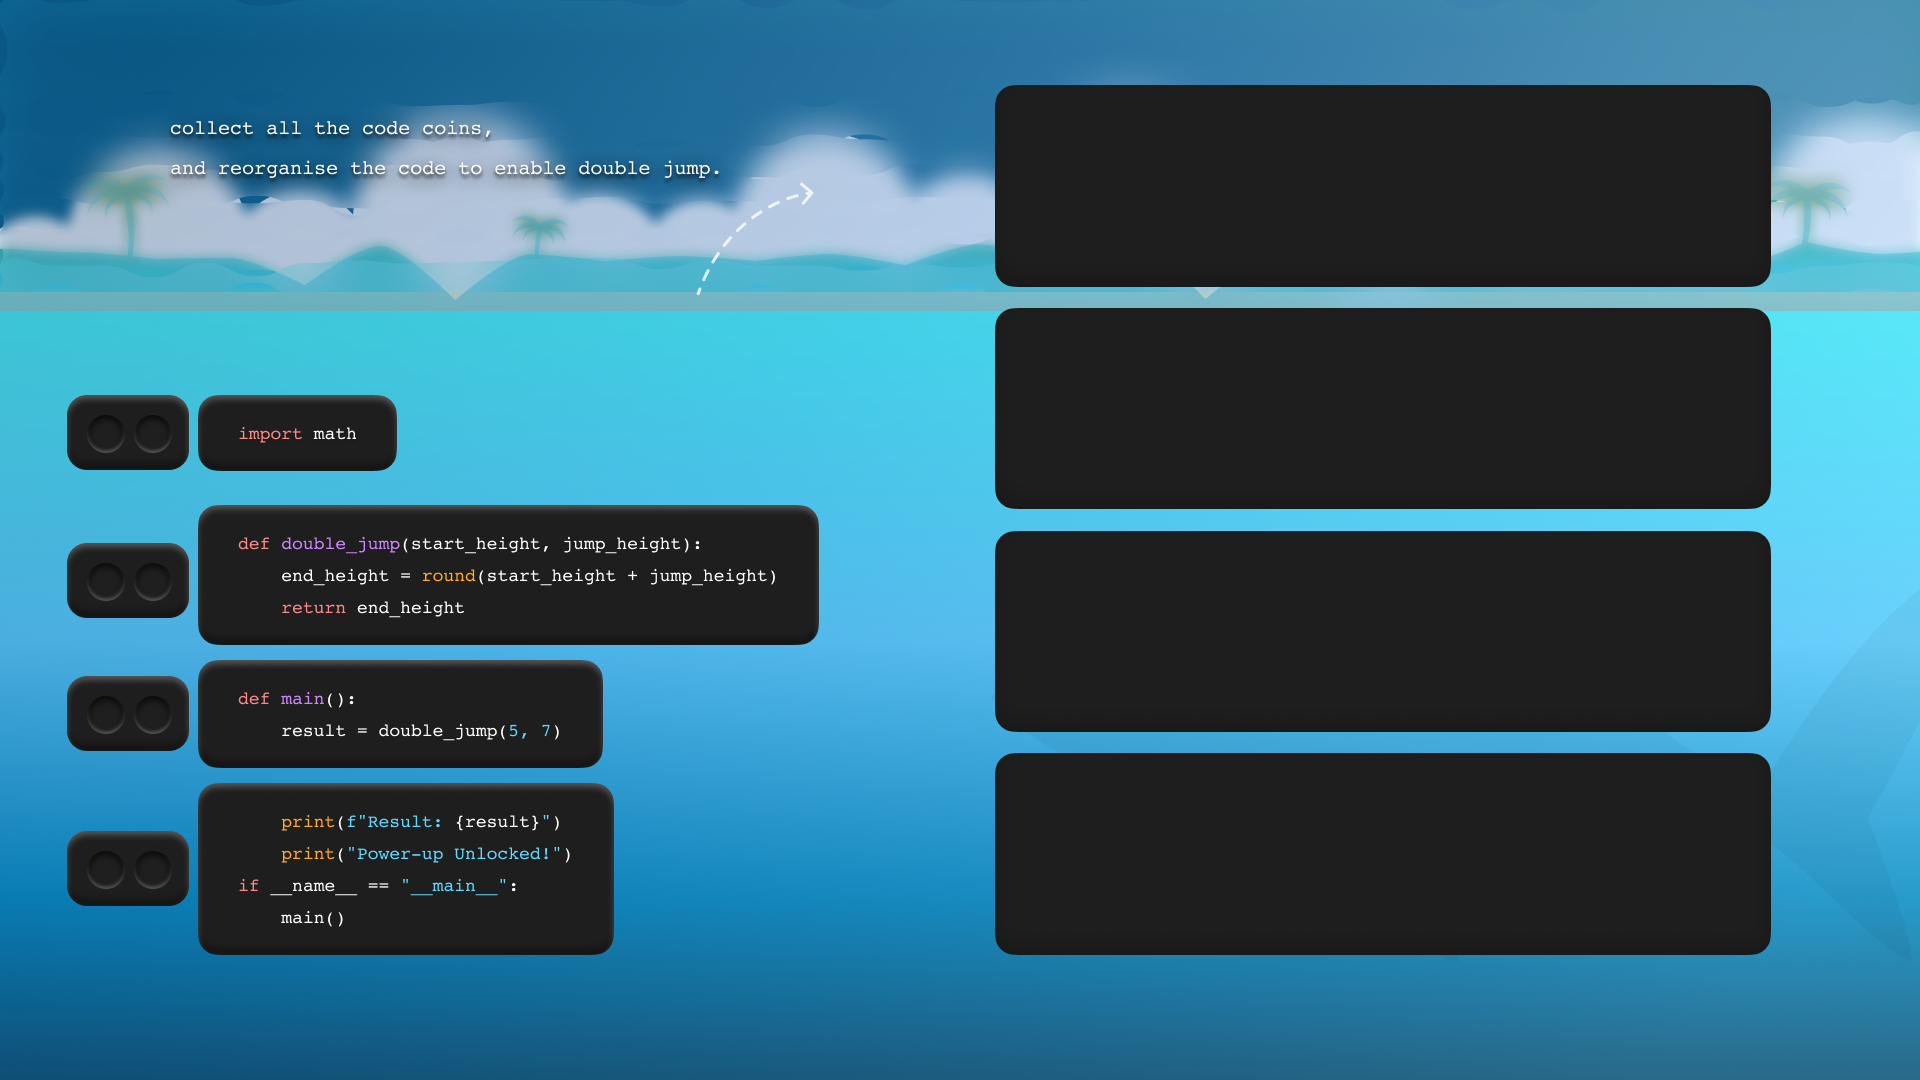 collect all the code coins,
and reorganise the code to enable double jump.
import math
def double_jump(start_height, jump_height):
    end_height = round(start_height + jump_height)
    return end_height
def main():
    result = double_jump(5, 7)
    print(f"Result: {result}")
    print("Power-up Unlocked!")
if __name__ == "__main__":
    main()